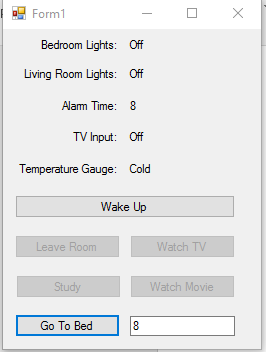 Form1
Bedroom Lights: Off
Living Room Lights: Off
Alarm Time: 8
TV Input: Off
Temperature Gauge: Cold
Wake Up
Leave Room Watch TV
Study Watch Movie
Go To Bed 8